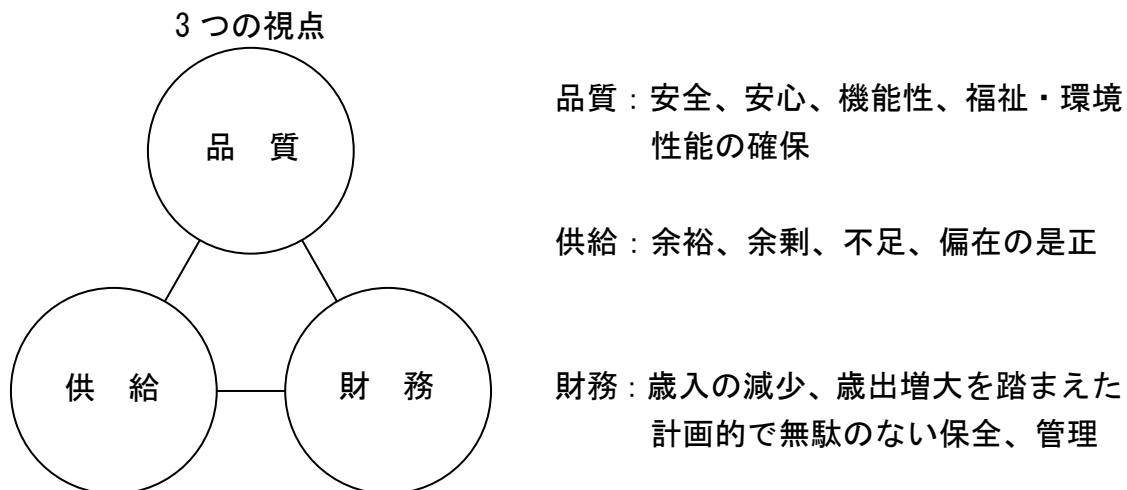 3つの視点
品　質
供　給
財　務
品質：安全、安心、機能性、福祉・環境
性能の確保
供給：余裕、余剰、不足、偏在の是正
財務：歳入の減少、歳出増大を踏まえた
計画的で無駄のない保全、管理